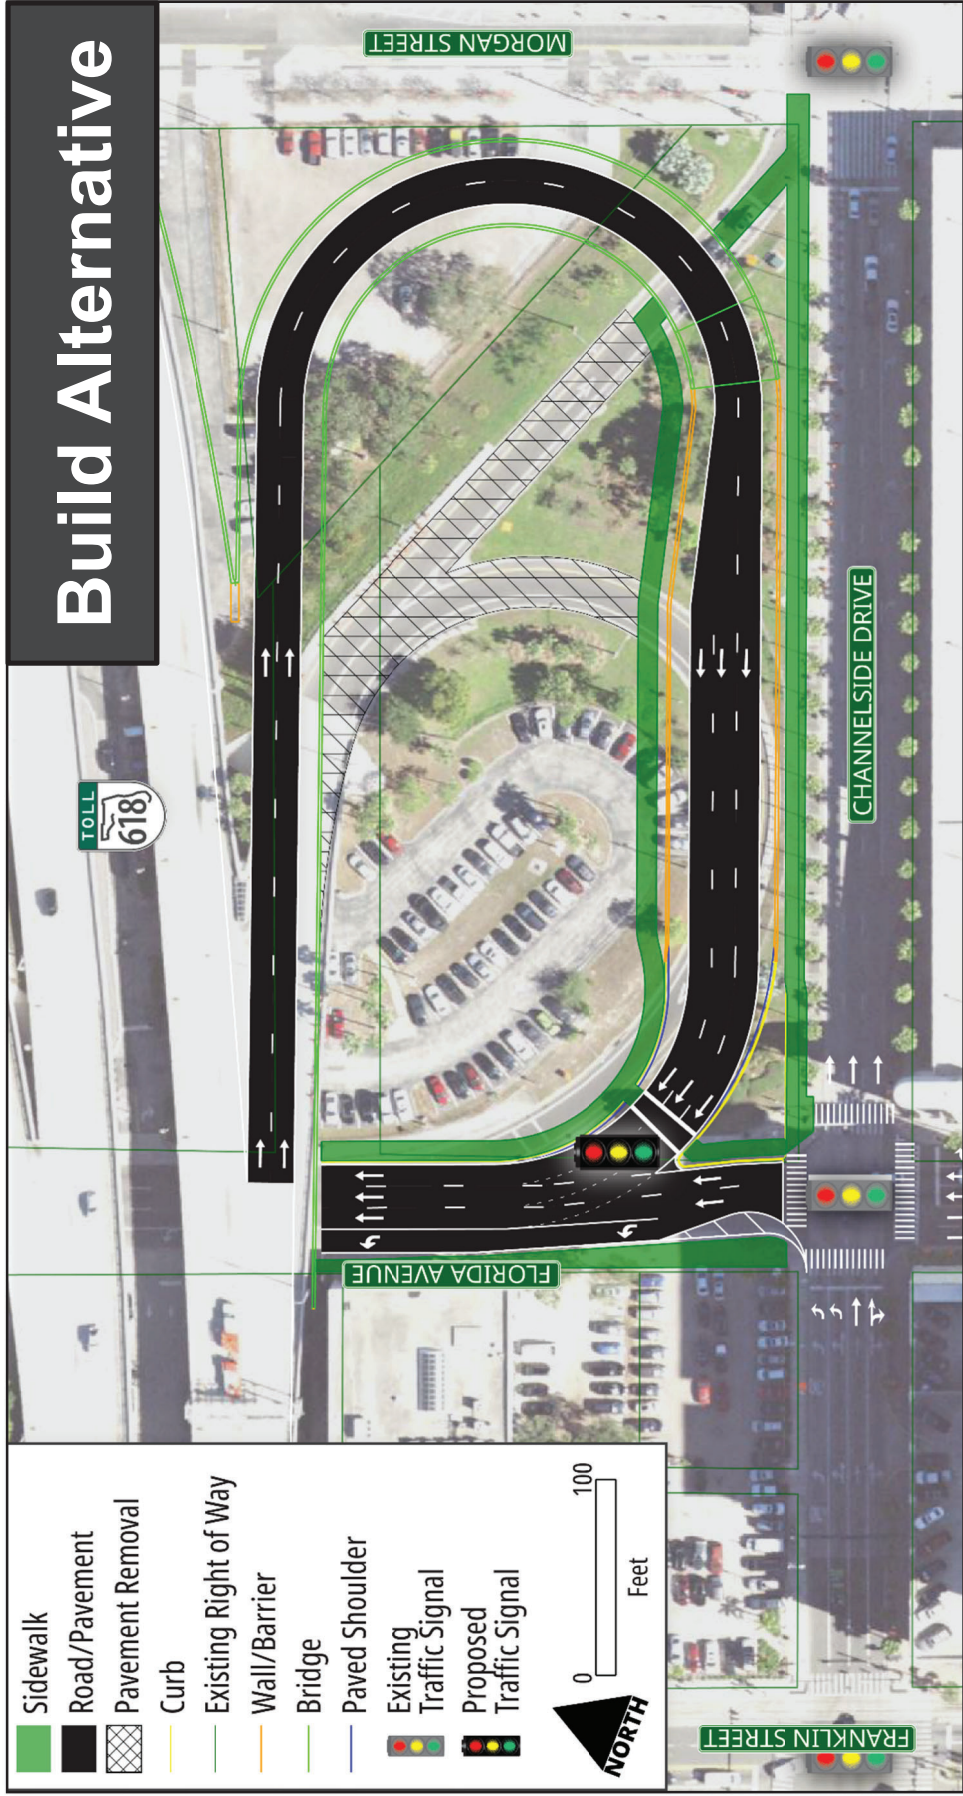 Build Alternative
MORGAN STREET
TOLL
618
CHANNELSIDE DRIVE
FLORIDA AVENUE
FRANKLIN STREET
Sidewalk
Road/Pavement
Pavement Removal
Curb
Existing Right of Way
Wall/Barrier
Bridge
Paved Shoulder
Existing
Traffic Signal
Proposed
Traffic Signal
0 100
Feet
NORTH